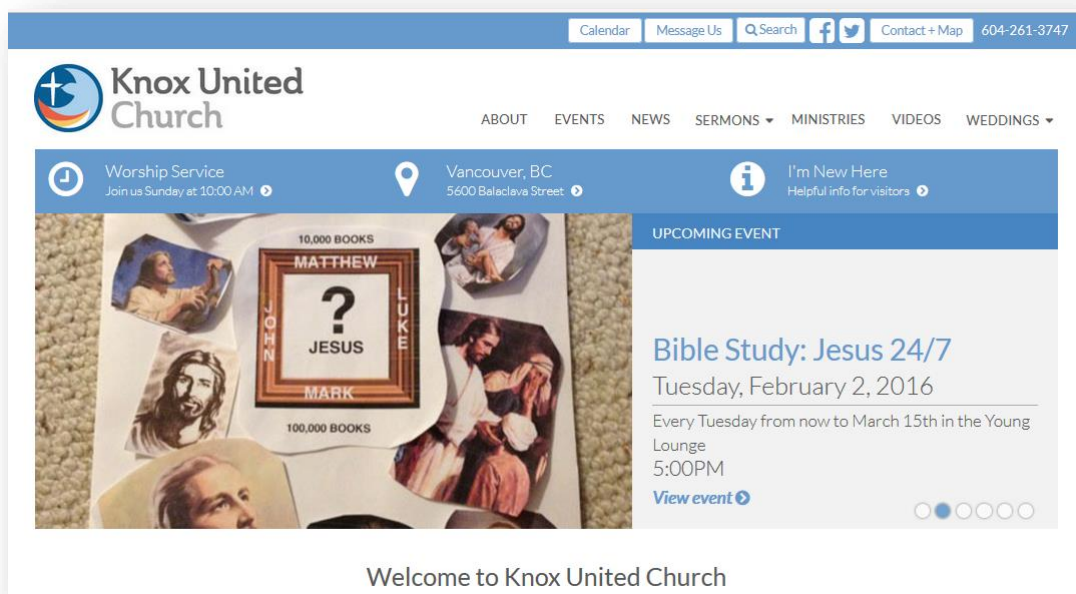 Calendar
Message Us
Search
Contact + Map
604-261-3747
Knox United
Church
ABOUT
EVENTS
NEWS
SERMONS
MINISTRIES
VIDEOS
WEDDINGS
Worship Service
Join us Sunday at 10:00 AM
Vancouver, BC
5600 Balaclava Street
I'm New Here
Helpful info for visitors
10,000 BOOKS
MATTHEW
JOHN
?
JESUS
LUKE
MARK
100,000 BOOKS
UPCOMING EVENT
Bible Study: Jesus 24/7
Tuesday, February 2, 2016
Every Tuesday from now to March 15th in the Young
Lounge
5:00PM
View event
Welcome to Knox United Church